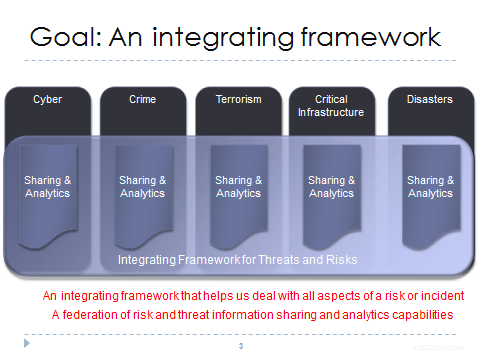 Goal: An integrating framework
Cyber
Crime
Terrorism
Critical
Infrastructure
Disasters
Sharing &
Analytics
Sharing &
Analytics
Sharing &
Analytics
Sharing &
Analytics
Sharing &
Analytics
Integrating Framework for Threats and Risks
An integrating framework that helps us deal with all aspects of a risk or incident
A federation of risk and threat information sharing and analytics capabilities
3